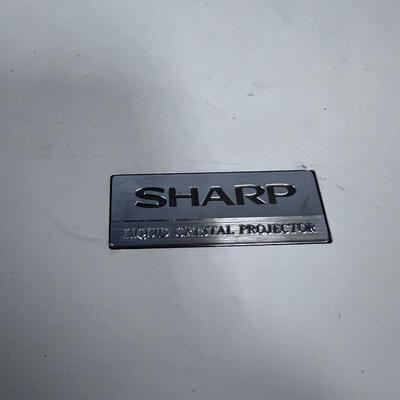 SHARP
LIQUID CRYSTAL PROJECTOR